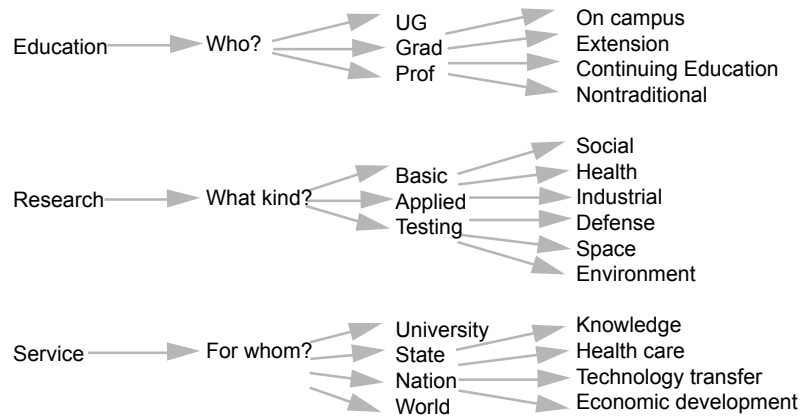 Education
Who?
UG
Grad
Prof
On campus
Extension
Continuing Education
Nontraditional
Research
What kind?
Basic
Applied
Testing
Social
Health
Industrial
Defense
Space
Environment
Service
For whom?
University
State
Nation
World
Knowledge
Health care
Technology transfer
Economic development